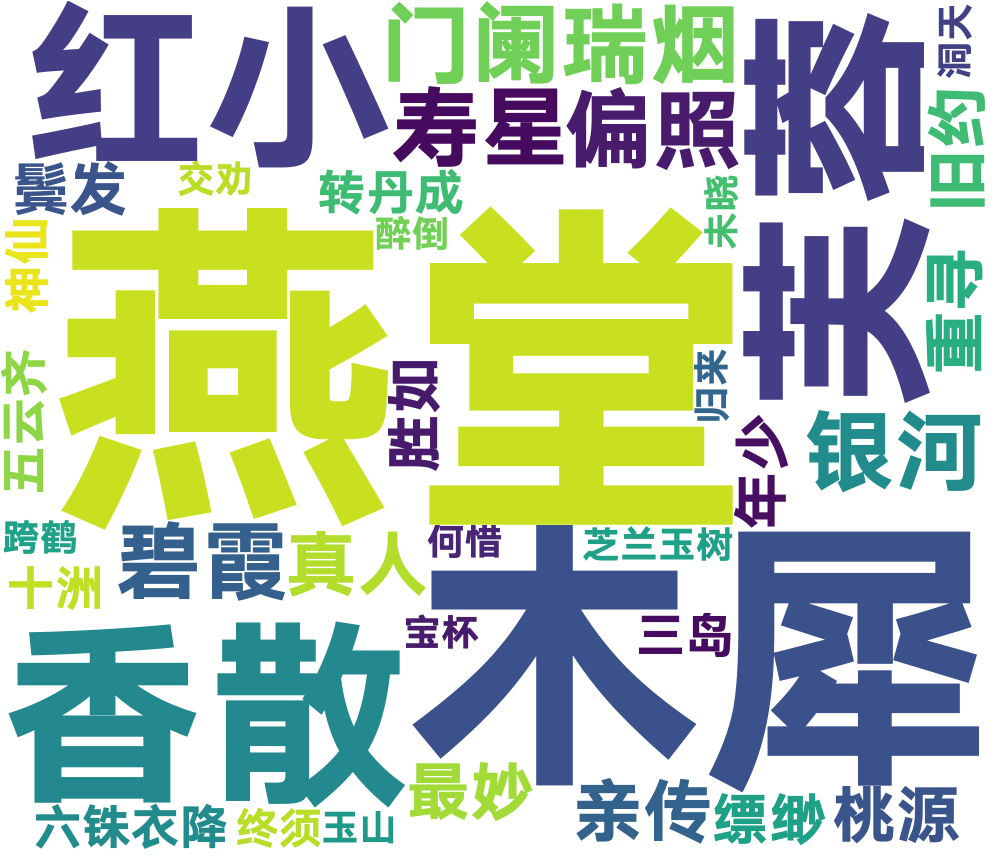 红小
门阑瑞烟
寿星偏照
芙蓉
洞天
旧约
鬓发
交劝
转丹成
未晓
醉倒
神仙
燕堂
重寻
五云齐
胜如
归来
年少
银河
跨鹤
碧霞
真人
何惜
芝兰玉树
十洲
木犀
宝杯
三岛
香散
最妙
六铢衣降
终须
玉山
亲传
缥缈
桃源